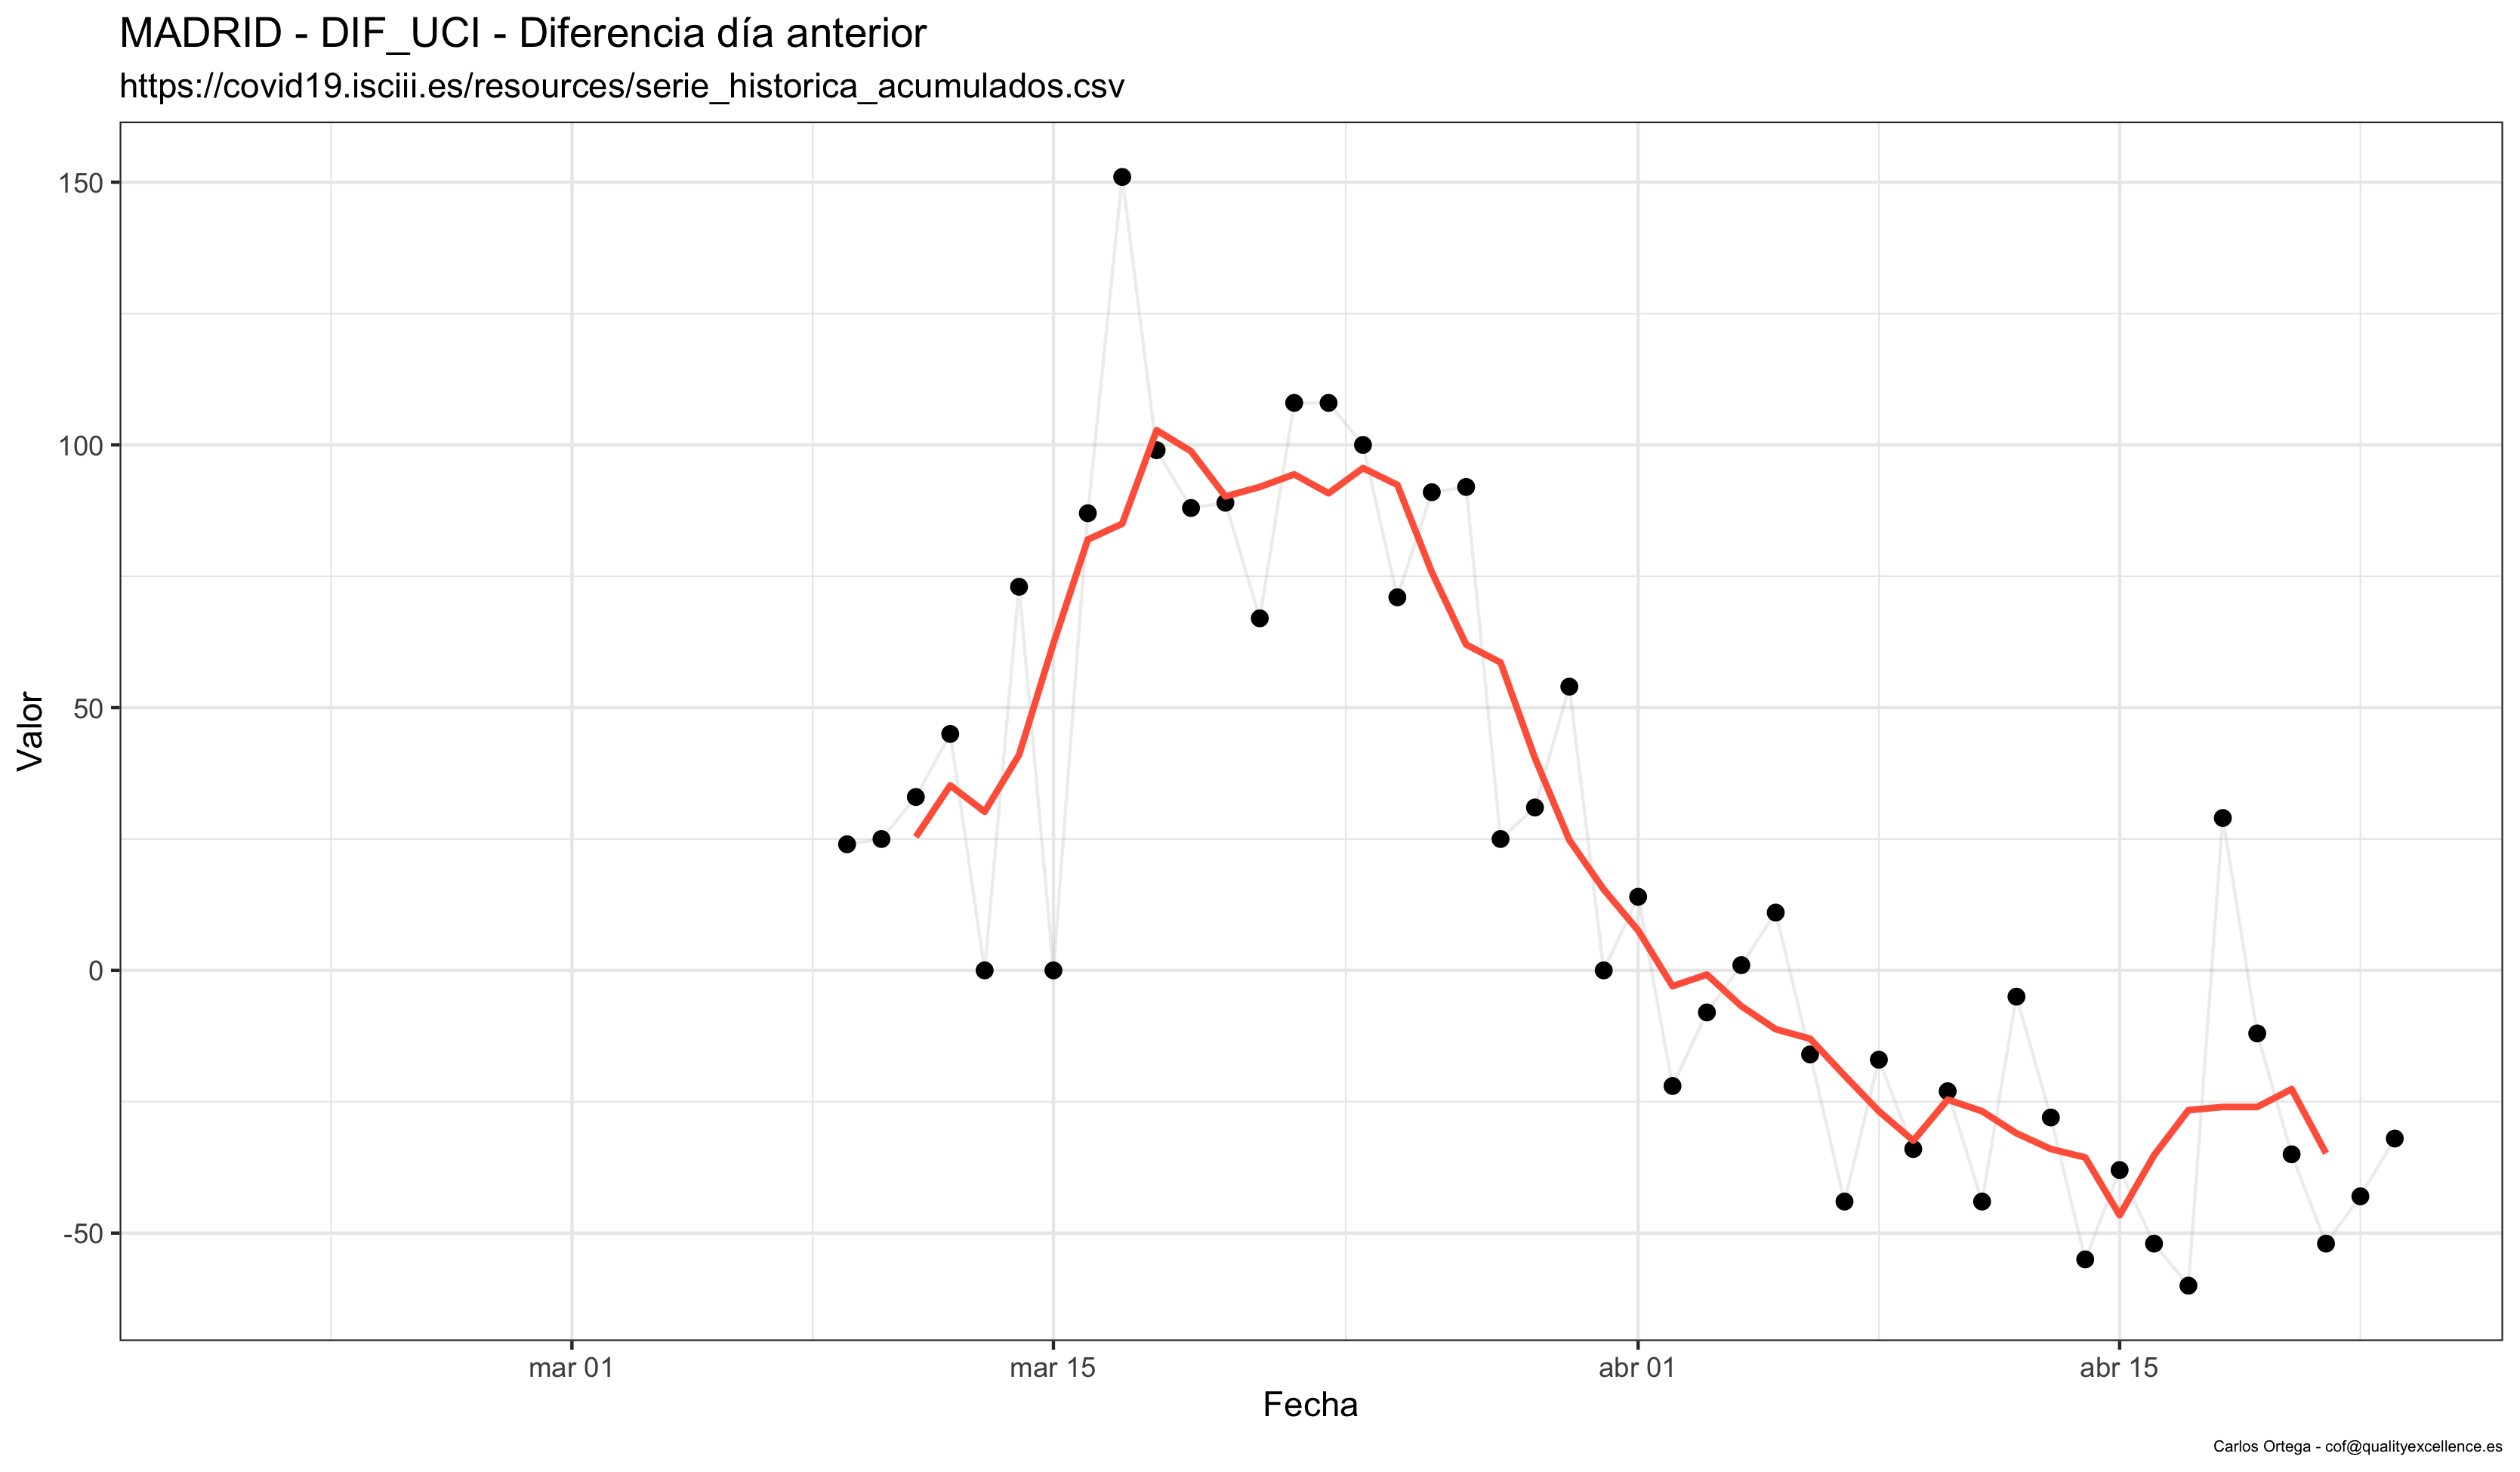 MADRID - DIF_UCI - Diferencia día anterior
https://covid19.isciii.es/resources/serie_historica_acumulados.csv
150
100
50
0
-50
Valor
mar 01 mar 15 abr 01 abr 15
Fecha
Carlos Ortega - cof@qualityexcellence.es